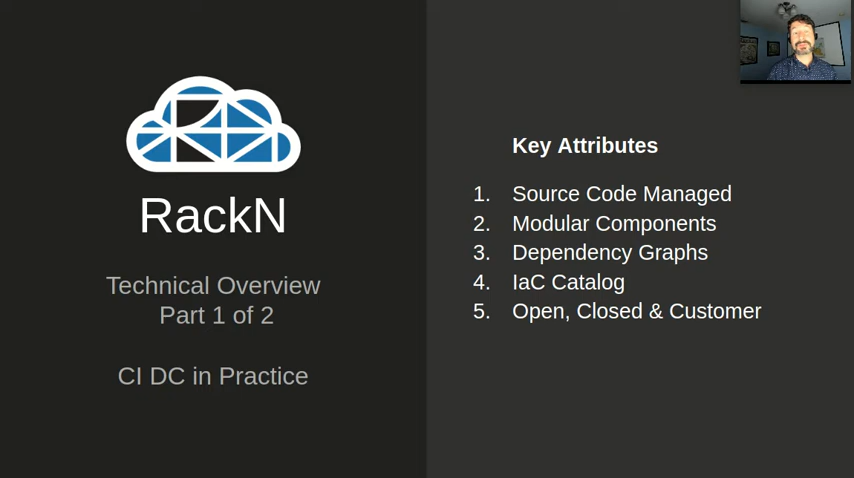 RackN
Technical Overview
Part 1 of 2
CI DC in Practice
Key Attributes
1. Source Code Managed
2. Modular Components
3. Dependency Graphs
4. IaC Catalog
5. Open, Closed & Customer